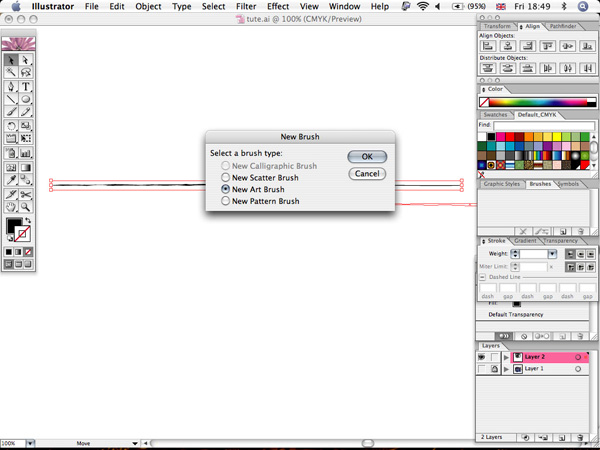 Illustrator File Edit Object Type Select Filter Effect View Window Help (95%) Fri 18:49
tute.ai @ 100% (CMYK/Preview)
Transform Align Pathfinder
Align Objects:
Distribute Objects:
Color
Swatches Default_CMYK
Find:
Graphic Styles Brushes Symbols
Stroke Gradient Transparency
Weight:
Miter Limit: x
Dashed Line
dash gap dash gap dash gap
Fill:
Default Transparency
Layers
Layer 2
Layer 1
2 Layers
New Brush
Select a brush type:
New Calligraphic Brush
New Scatter Brush
New Art Brush
New Pattern Brush
OK
Cancel
100% Move